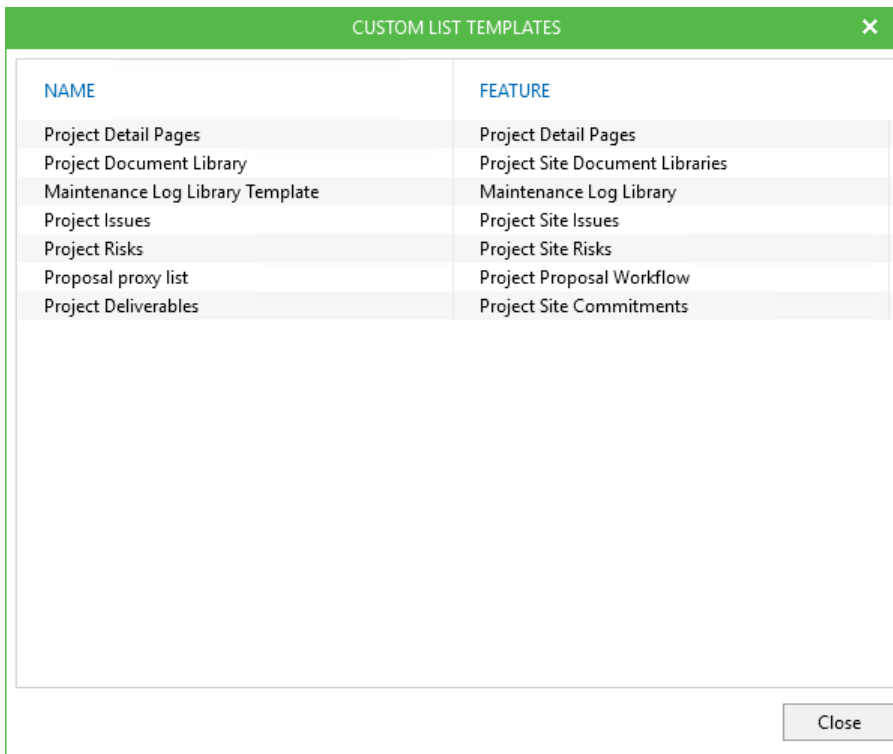 CUSTOM LIST TEMPLATES
NAME FEATURE
Project Detail Pages Project Detail Pages
Project Document Library Project Site Document Libraries
Maintenance Log Library Template Maintenance Log Library
Project Issues Project Site Issues
Project Risks Project Site Risks
Proposal proxy list Project Proposal Workflow
Project Deliverables Project Site Commitments
Close